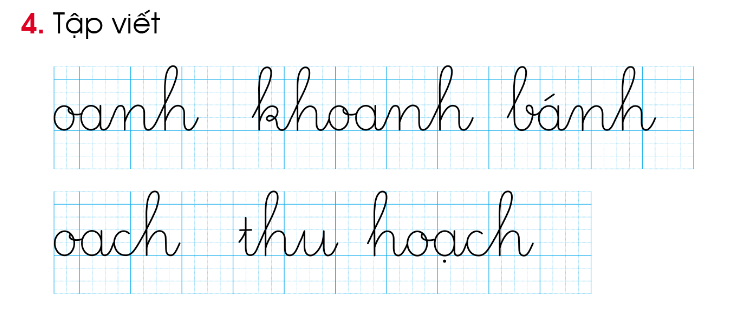 4. Tập viết
oanh khoanh bánh
oach thu hoạch